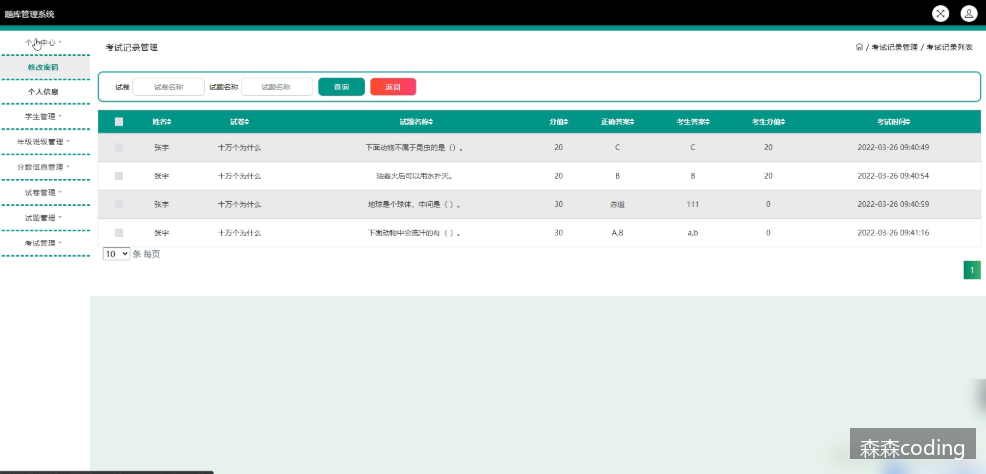 题库管理系统
个人中心
修改密码
个人信息
学生管理
年级班级管理
分数信息管理
试卷管理
试题管理
考试管理
考试记录管理
/ 考试记录管理 / 考试记录列表
试卷 试卷名称 试题名称 试题名称 查询 返回
姓名 试卷 试题名称 分值 正确答案 考生答案 考生分值 考试时间
张宇 十万个为什么 下面动物不属于昆虫的是（）。 20 C C 20 2022-03-26 09:40:49
张宇 十万个为什么 油着火后可以用水扑灭。 20 B B 20 2022-03-26 09:40:54
张宇 十万个为什么 地球是个球体，中间是（ ）。 30 赤道 111 0 2022-03-26 09:40:59
张宇 十万个为什么 下面动物中会流汗的有（ ）。 30 A,B a,b 0 2022-03-26 09:41:16
10 条 每页
1
森森coding